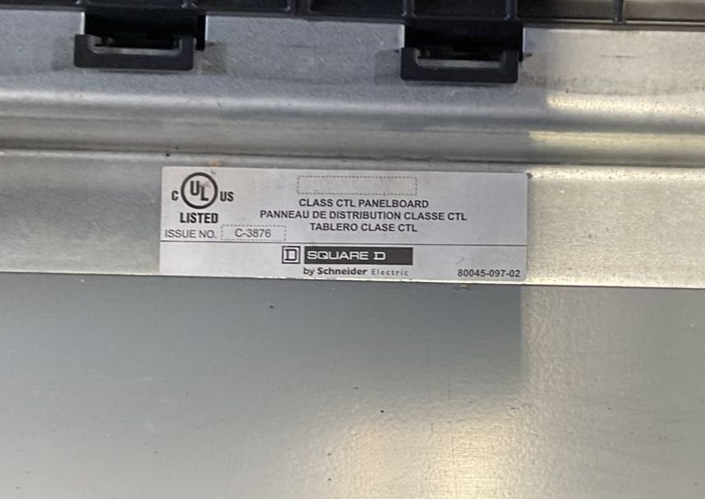 C UL US
LISTED
ISSUE NO. C-3876
CLASS CTL PANELBOARD
PANNEAU DE DISTRIBUTION CLASSE CTL
TABLERO CLASE CTL
D SQUARE D
by Schneider Electric
80045-097-02